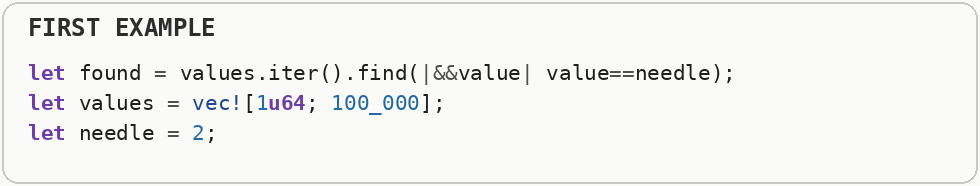 FIRST EXAMPLE
let found = values.iter().find(|&&value| value==needle);
let values = vec![1u64; 100_000];
let needle = 2;